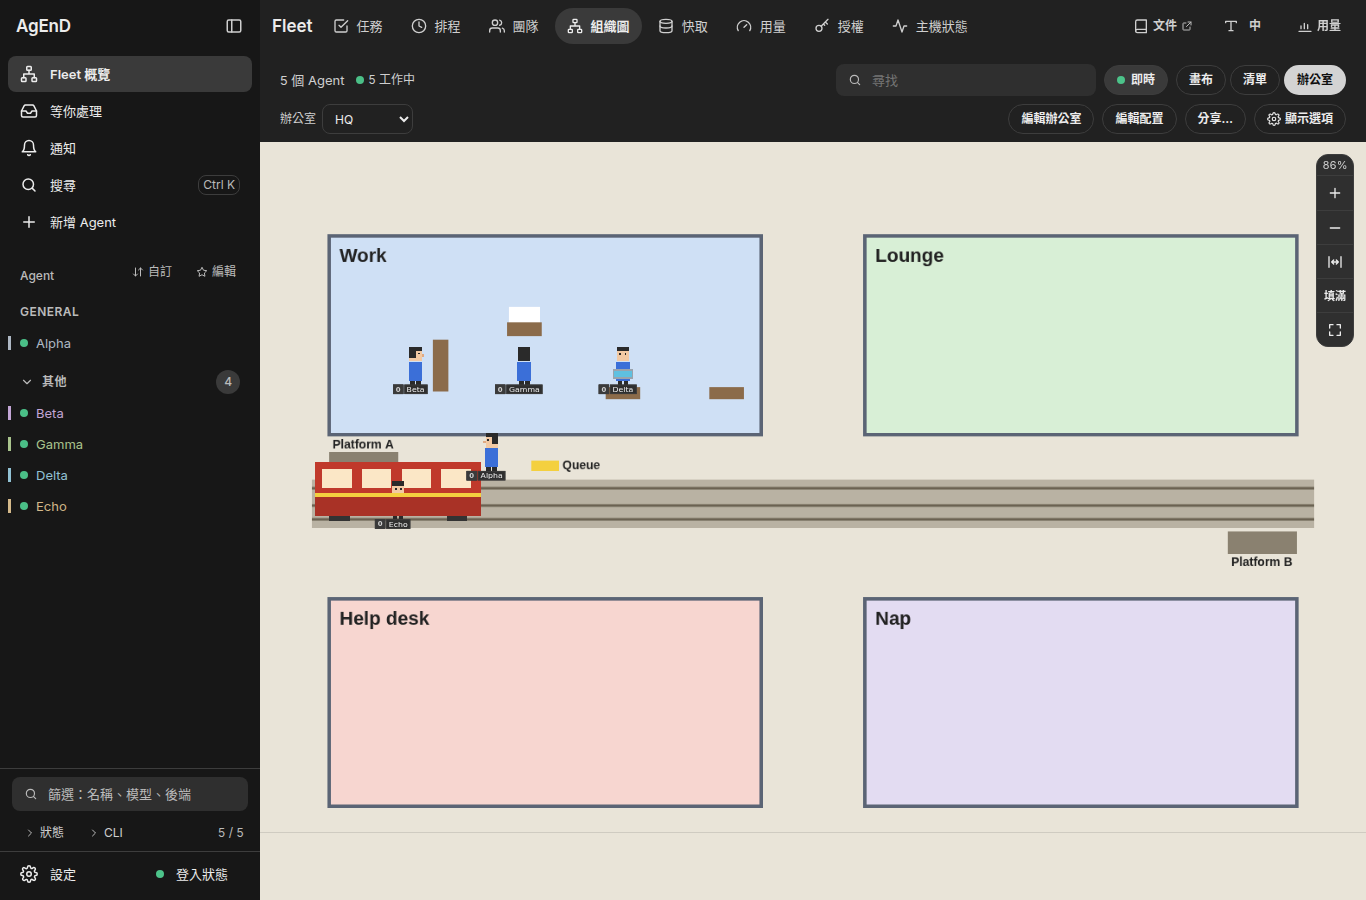 AgEnD
Fleet 概覽
等你處理
通知
搜尋 Ctrl K
新增 Agent
Agent 自訂 編輯
GENERAL
Alpha
其他 4
Beta
Gamma
Delta
Echo
篩選：名稱、模型、後端
狀態 CLI 5 / 5
設定 登入狀態
Fleet 任務 排程 團隊 組織圖 快取 用量 授權 主機狀態 文件 中 用量
5 個 Agent 5 工作中 尋找 即時 畫布 清單 辦公室
辦公室 HQ 編輯辦公室 編輯配置 分享... 顯示選項
86%
填滿
Work
Lounge
0 Beta
0 Gamma
0 Delta
Platform A
Queue
0 Alpha
0 Echo
Platform B
Help desk
Nap